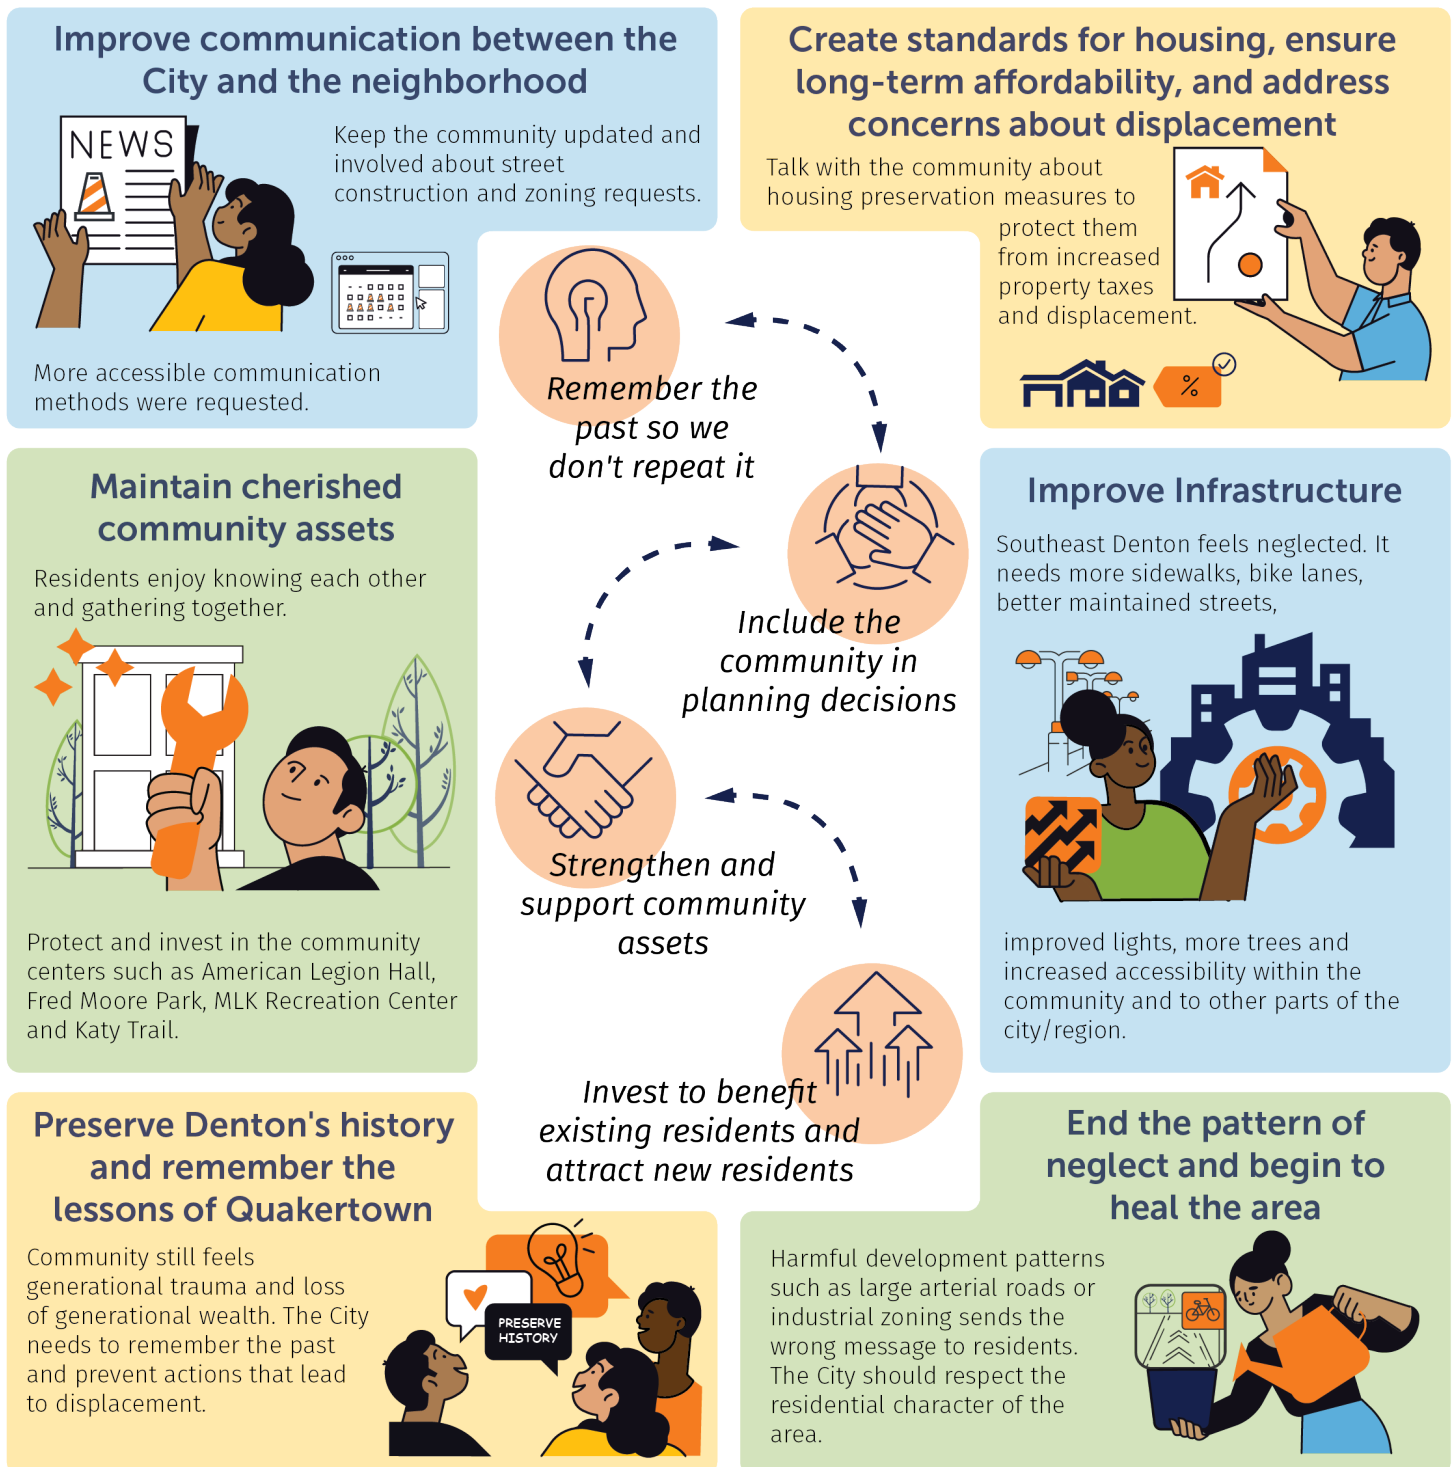 Improve communication between the
City and the neighborhood
NEWS
Keep the community updated and
involved about street
construction and zoning requests.
More accessible communication
methods were requested.
Create standards for housing, ensure
long-term affordability, and address
concerns about displacement
Talk with the community about
housing preservation measures to
protect them
from increased
property taxes
and displacement.
%
Remember the
past so we
don't repeat it
Include the
community in
planning decisions
Strengthen and
support community
assets
Invest to benefit
existing residents and
attract new residents
Maintain cherished
community assets
Residents enjoy knowing each other
and gathering together.
Protect and invest in the community
centers such as American Legion Hall,
Fred Moore Park, MLK Recreation Center
and Katy Trail.
Improve Infrastructure
Southeast Denton feels neglected. It
needs more sidewalks, bike lanes,
better maintained streets,
improved lights, more trees and
increased accessibility within the
community and to other parts of the
city/region.
Preserve Denton's history
and remember the
lessons of Quakertown
Community still feels
generational trauma and loss
of generational wealth. The City
needs to remember the past
and prevent actions that lead
to displacement.
PRESERVE
HISTORY
End the pattern of
neglect and begin to
heal the area
Harmful development patterns
such as large arterial roads or
industrial zoning sends the
wrong message to residents.
The City should respect the
residential character of the
area.